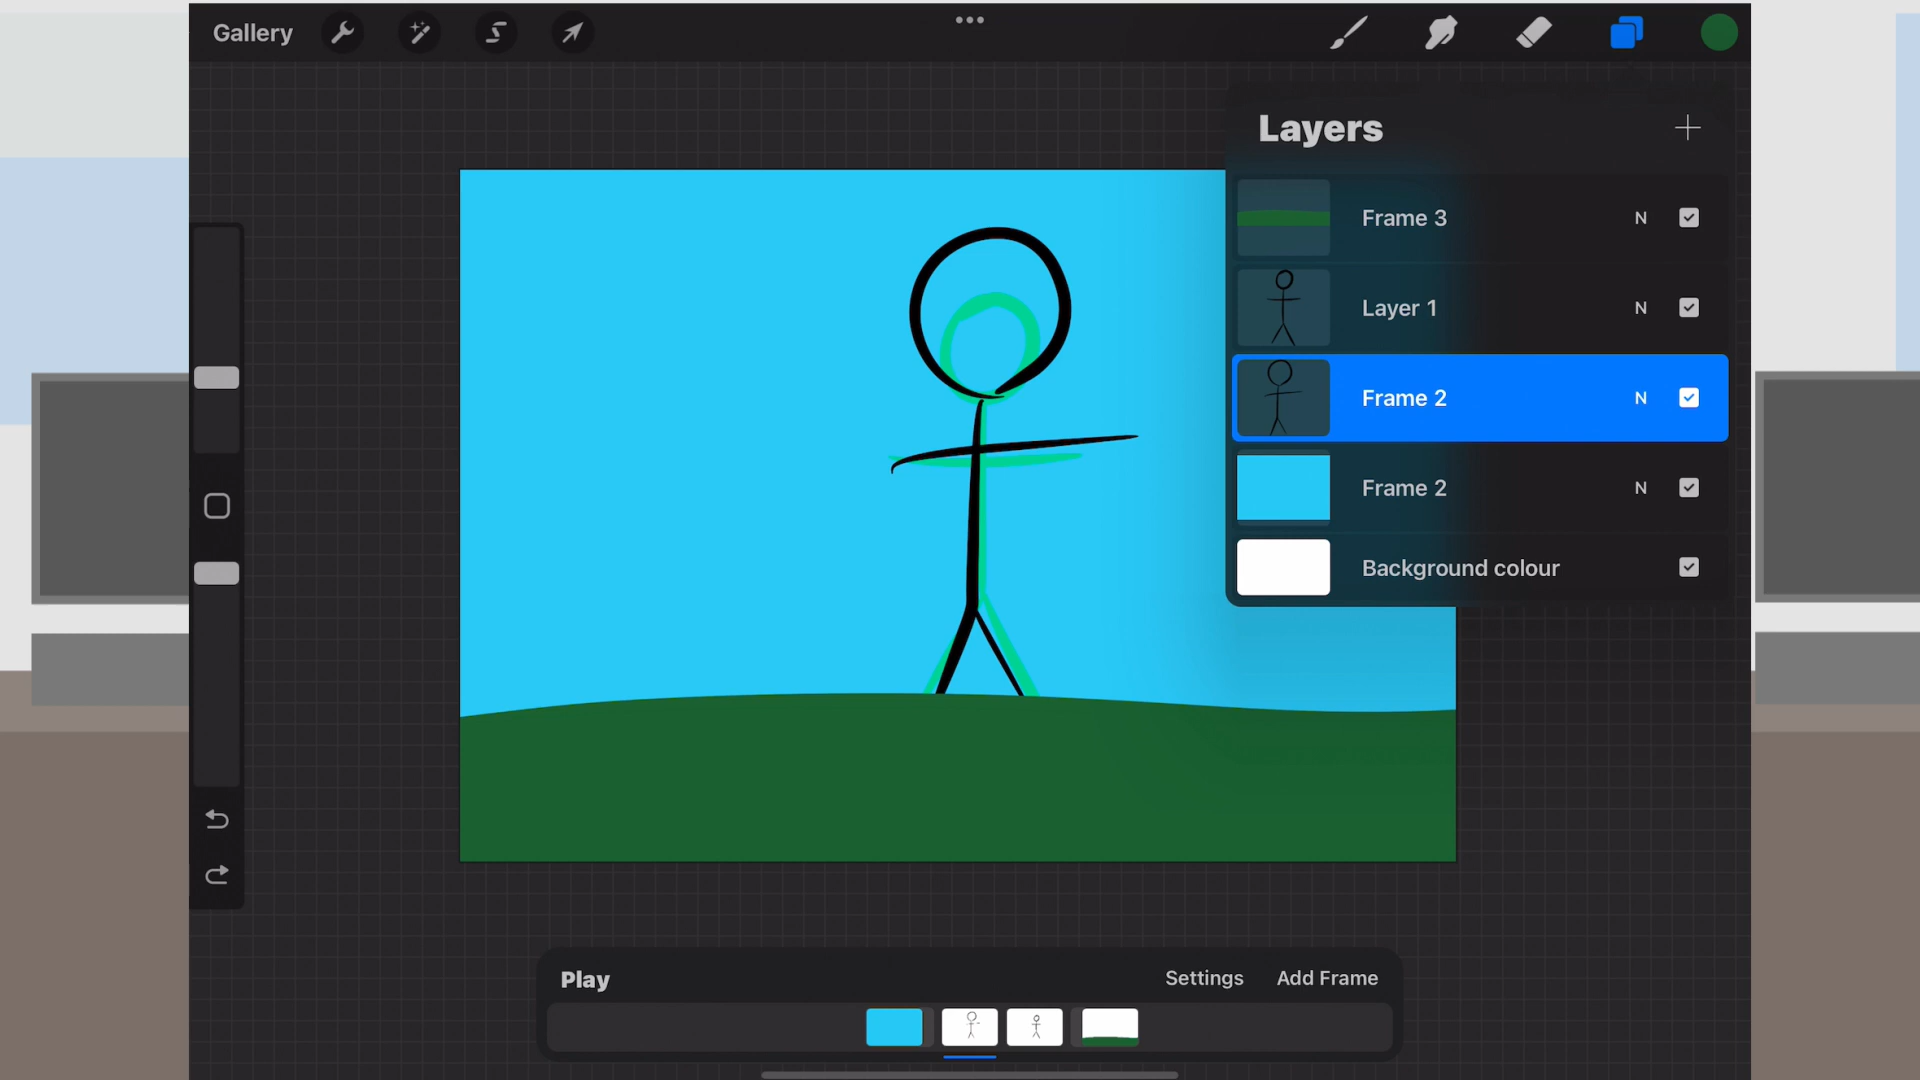 Gallery
Layers
Frame 3 N
Layer 1 N
Frame 2 N
Frame 2 N
Background colour
Play Settings Add Frame